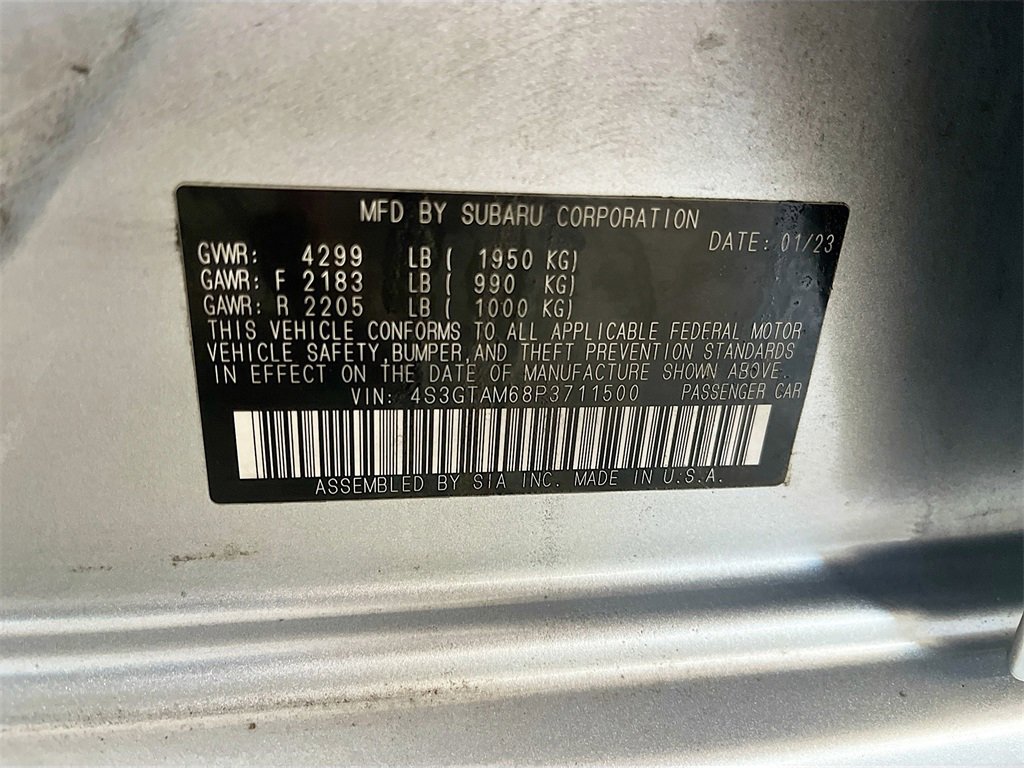 MFD BY SUBARU CORPORATION
DATE: 01/23
GVWR: 4299 LB ( 1950 KG)
GAWR: F 2183 LB ( 990 KG)
GAWR: R 2205 LB ( 1000 KG)
THIS VEHICLE CONFORMS TO ALL APPLICABLE FEDERAL MOTOR
VEHICLE SAFETY, BUMPER, AND THEFT PREVENTION STANDARDS
IN EFFECT ON THE DATE OF MANUFACTURE SHOWN ABOVE.
VIN: 4S3GTAM68P3711500 PASSENGER CAR
ASSEMBLED BY SIA INC. MADE IN U.S.A.